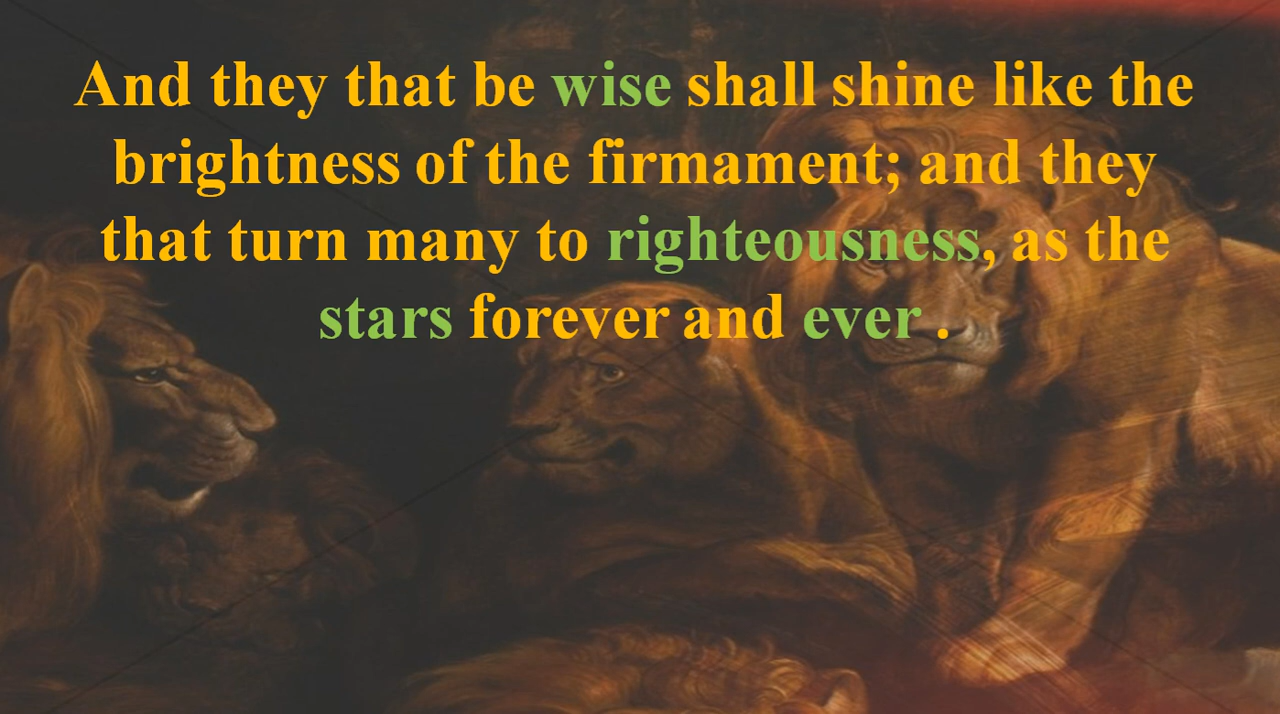 And they that be wise shall shine like the
brightness of the firmament; and they
that turn many to righteousness, as the
stars forever and ever .